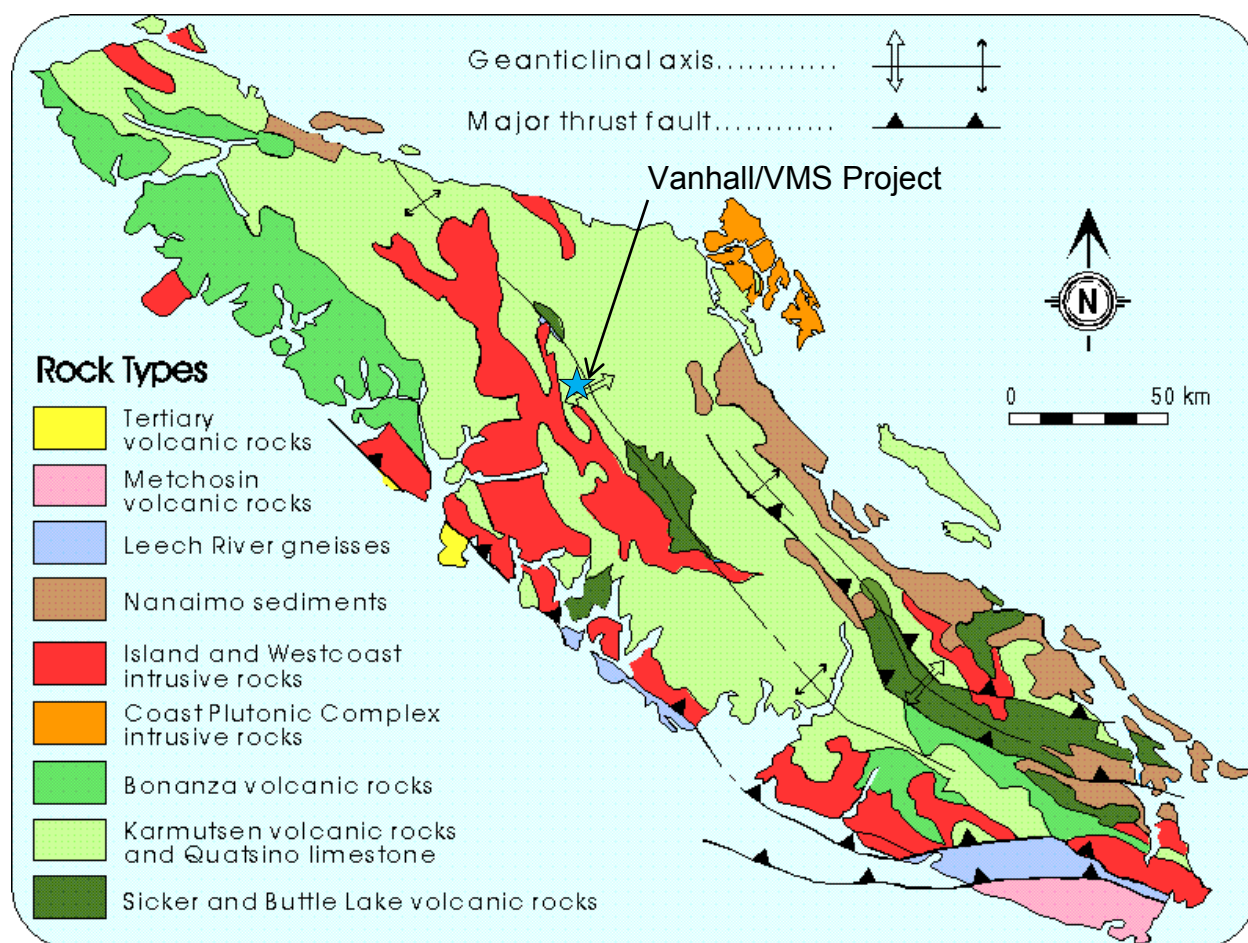 Geanticlinal axis............
Major thrust fault............
Vanhall/VMS Project
N
0 50 km
Rock Types
Tertiary
volcanic rocks
Metchosin
volcanic rocks
Leech River gneisses
Nanaimo sediments
Island and Westcoast
intrusive rocks
Coast Plutonic Complex
intrusive rocks
Bonanza volcanic rocks
Karmutsen volcanic rocks
and Quatsino limestone
Sicker and Buttle Lake volcanic rocks